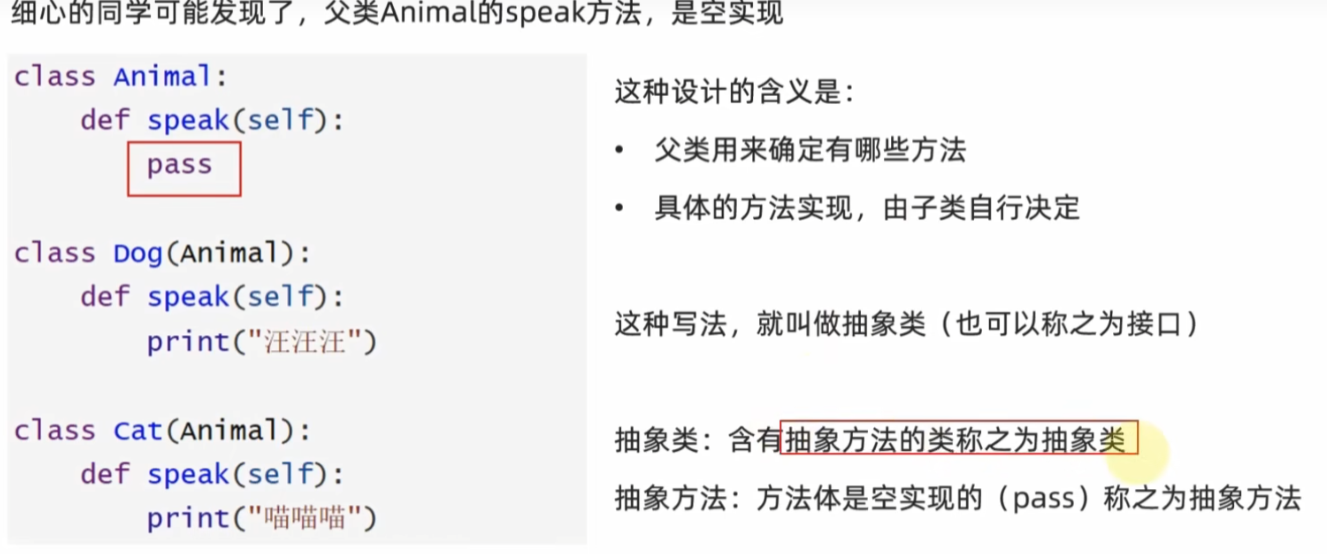 细心的同学可能发现了，父类Animal的speak方法，是空实现
class Animal:
    def speak(self):
        pass
class Dog(Animal):
    def speak(self):
        print("汪汪汪")
class Cat(Animal):
    def speak(self):
        print("喵喵喵")
这种设计的含义是：
• 父类用来确定有哪些方法
• 具体的方法实现，由子类自行决定
这种写法，就叫做抽象类（也可以称之为接口）
抽象类：含有抽象方法的类称之为抽象类
抽象方法：方法体是空实现的（pass）称之为抽象方法